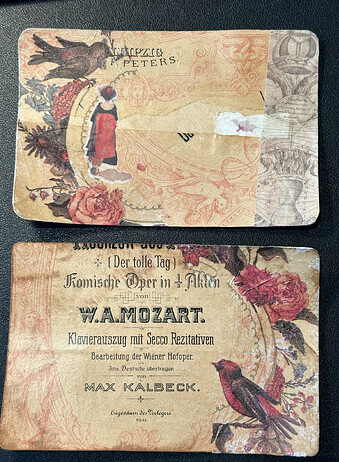 LEIPZIG
PETERS
(Der tolle Tag)
Komische Oper in 4 Akten
von
W.A.MOZART.
Klavierauszug mit Secco Rezitativen
Bearbeitung der Wiener Hofoper.
Ins Deutsche übertragen
von
MAX KALBECK.
Eigentum des Verlegers